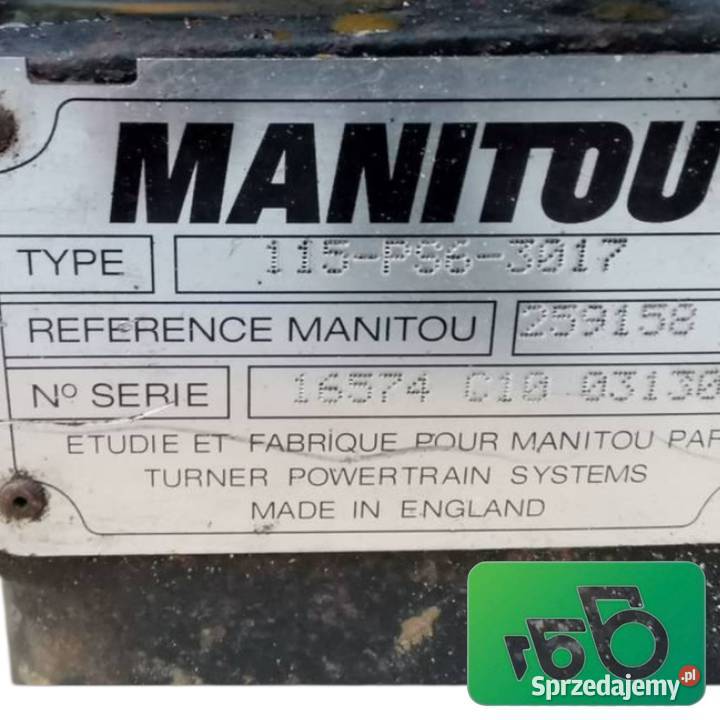 MANITOU
TYPE 115-PS6-3017
REFERENCE MANITOU 259158
Nº SERIE 16574 C10 03130
ETUDIE ET FABRIQUE POUR MANITOU PAR
TURNER POWERTRAIN SYSTEMS
MADE IN ENGLAND
Sprzedajemy.pl